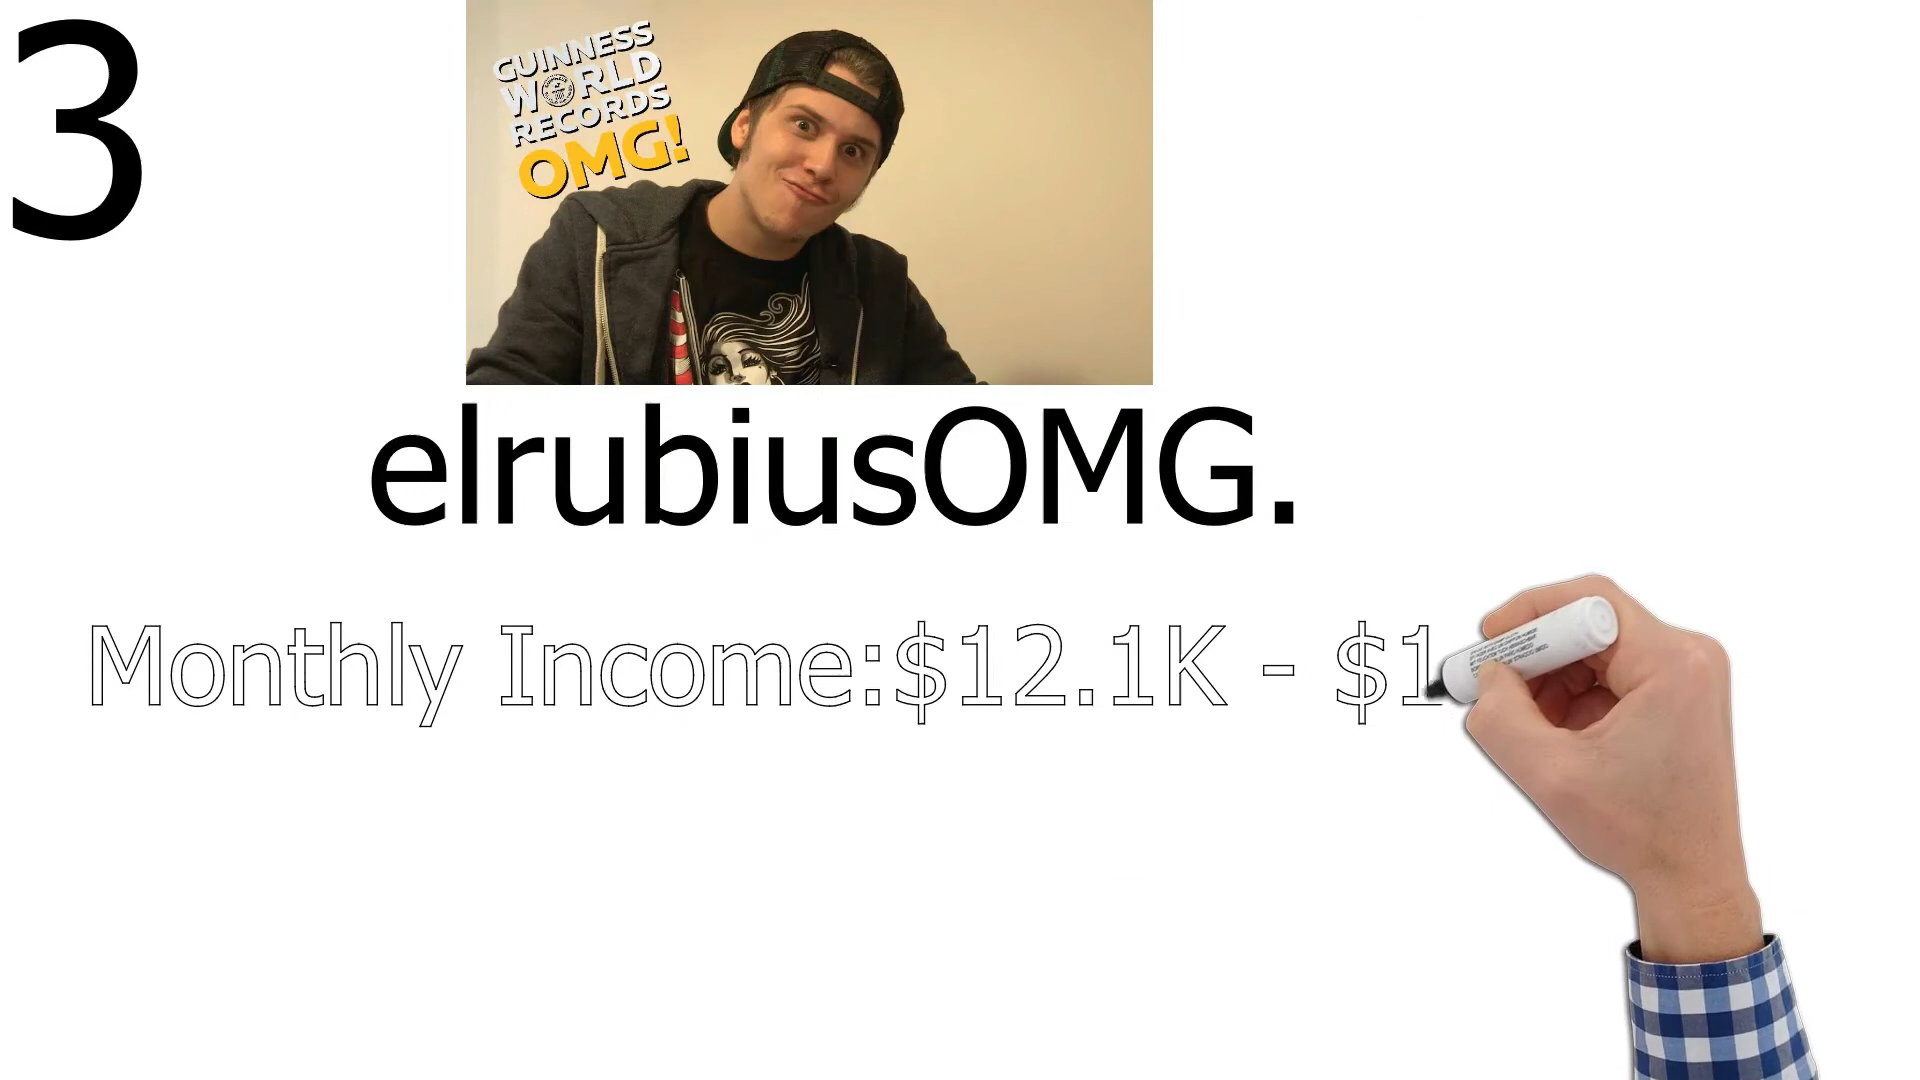 3
GUINNESS
WORLD
RECORDS
OMG!
elrubiusOMG.
Monthly Income:$12.1K - $1